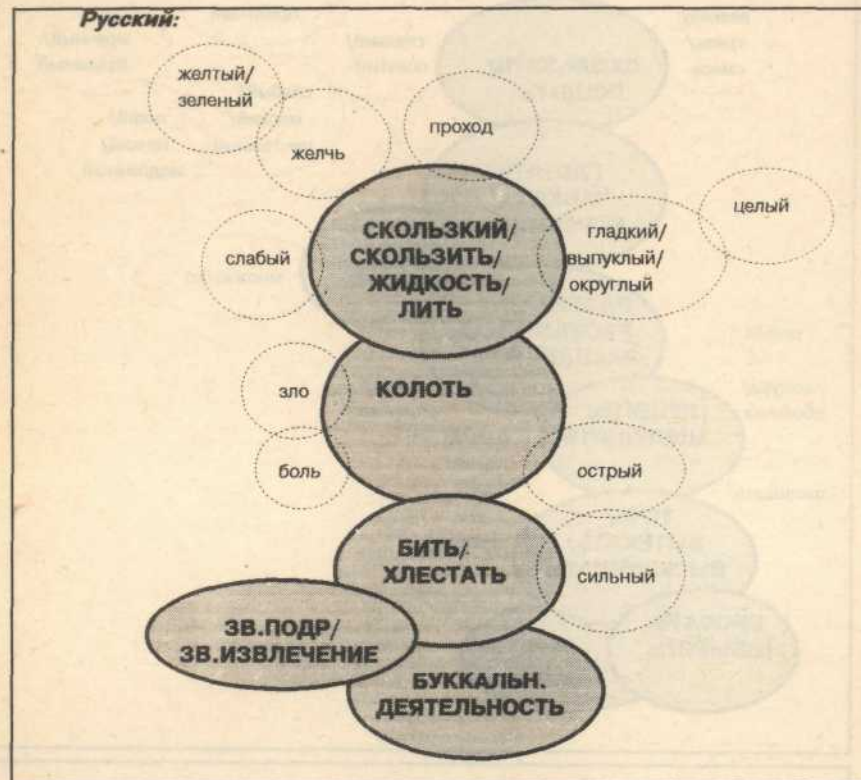 Русский:
желтый/
зеленый
желчь
проход
целый
СКОЛЬЗКИЙ/
СКОЛЬЗИТЬ/
ЖИДКОСТЬ/
ЛИТЬ
слабый
гладкий/
выпуклый/
округлый
зло
КОЛОТЬ
боль
острый
БИТЬ/
ХЛЕСТАТЬ
сильный
ЗВ.ПОДР/
ЗВ.ИЗВЛЕЧЕНИЕ
БУККАЛЬН.
ДЕЯТЕЛЬНОСТЬ